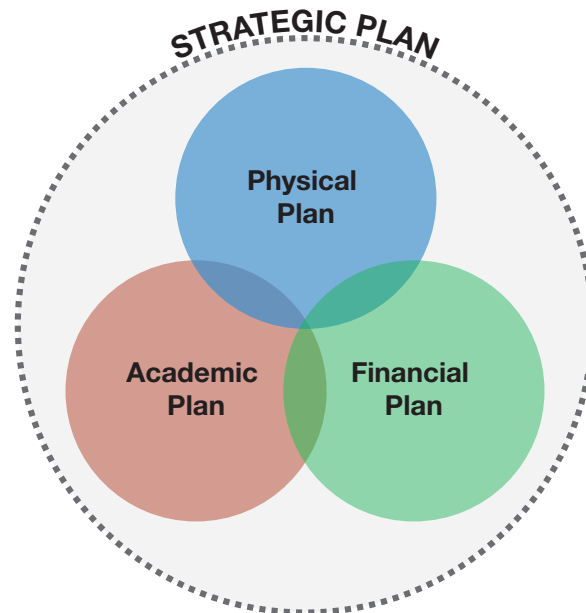 STRATEGIC PLAN
Physical
Plan
Academic
Plan
Financial
Plan